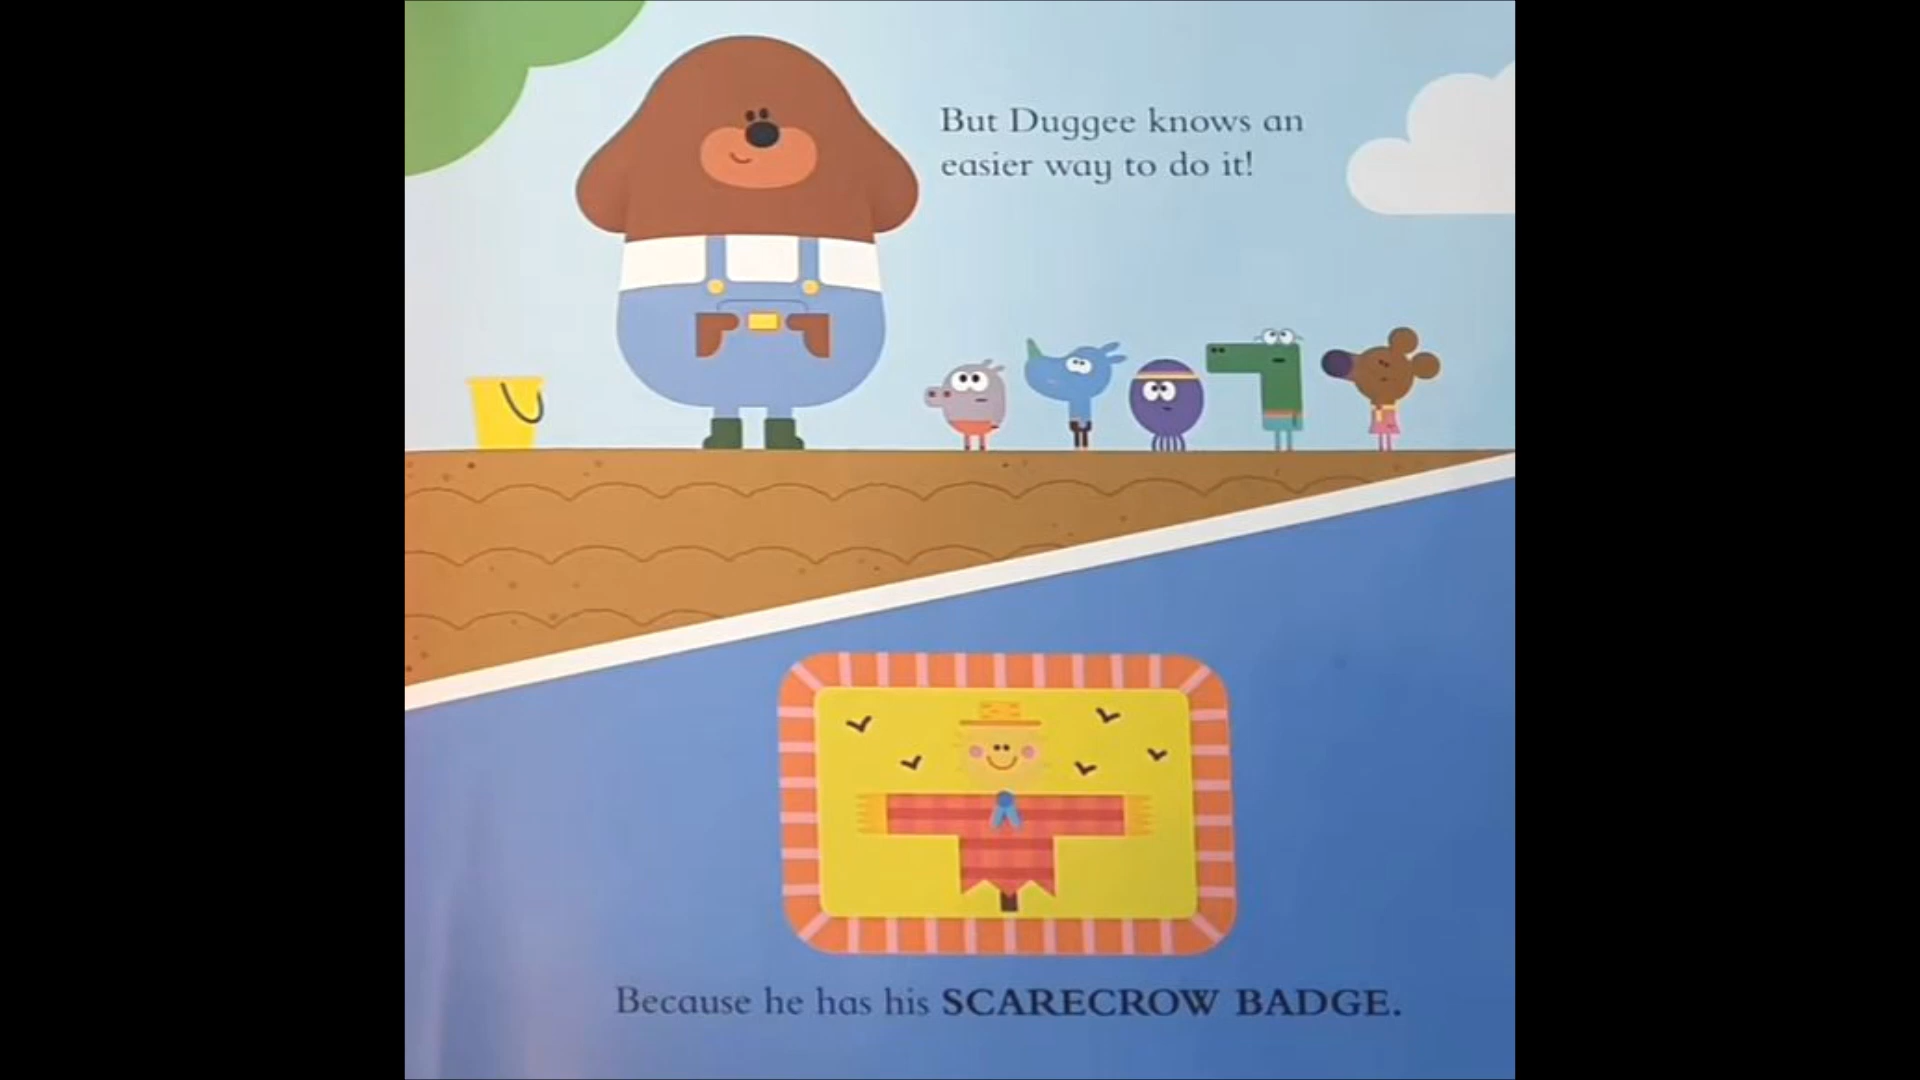 But Duggee knows an
easier way to do it!
Because he has his SCARECROW BADGE.